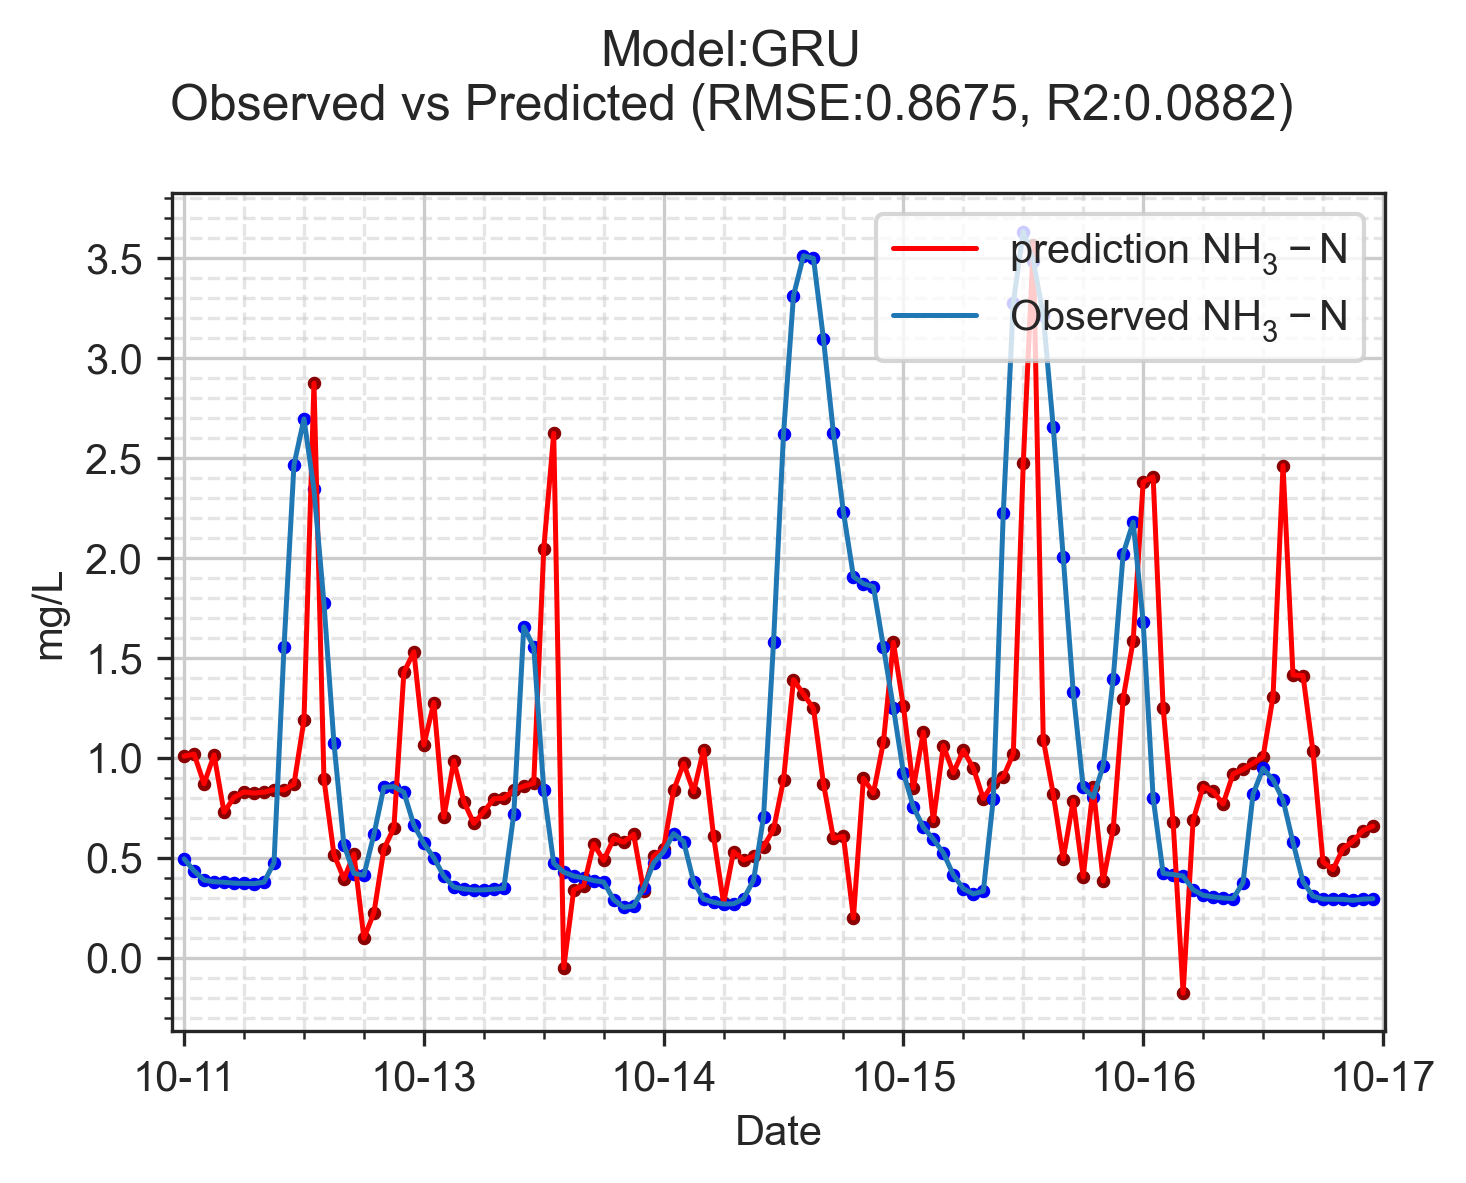 Model:GRU
Observed vs Predicted (RMSE:0.8675, R2:0.0882)
prediction NH₃ − N
Observed NH₃ − N
3.5
3.0
2.5
2.0
1.5
1.0
0.5
0.0
mg/L
10-11 10-13 10-14 10-15 10-16 10-17
Date